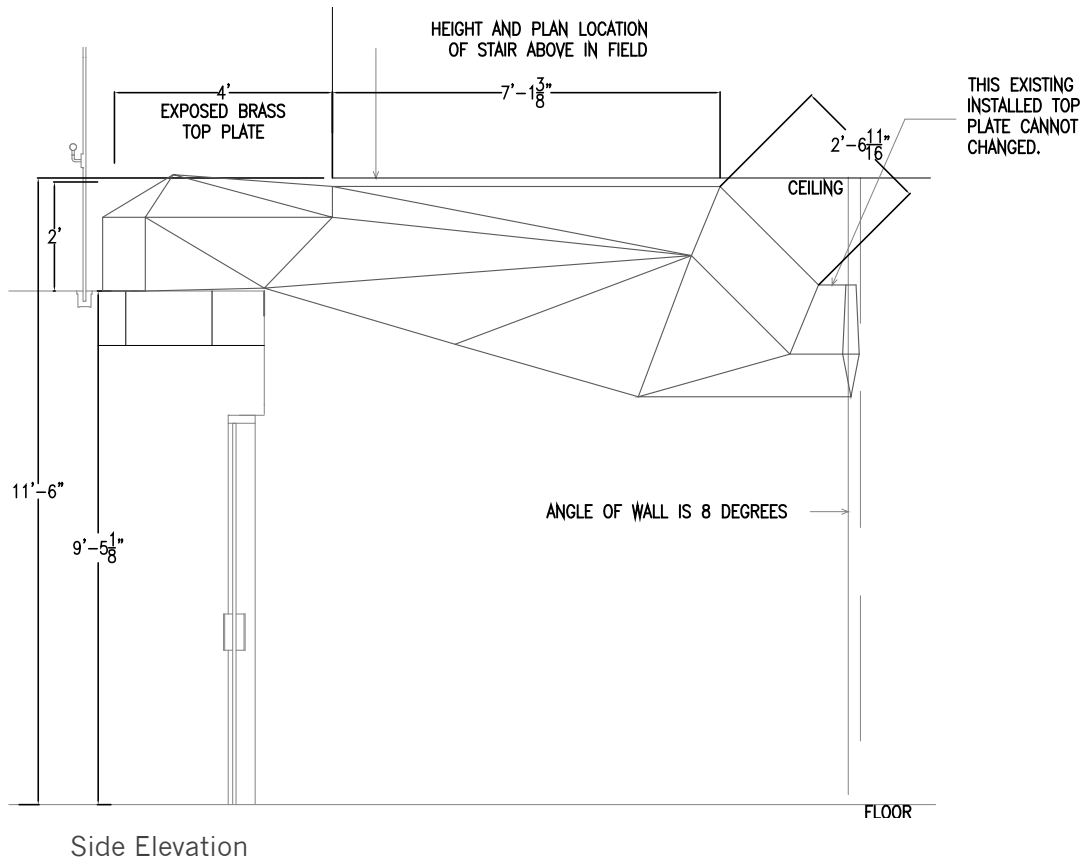 HEIGHT AND PLAN LOCATION
OF STAIR ABOVE IN FIELD
4'
7'-1 3/8"
EXPOSED BRASS
TOP PLATE
THIS EXISTING
INSTALLED TOP
PLATE CANNOT
CHANGED.
2'-6 11/16"
CEILING
2'
11'-6"
ANGLE OF WALL IS 8 DEGREES
9'-5 1/8"
FLOOR
Side Elevation